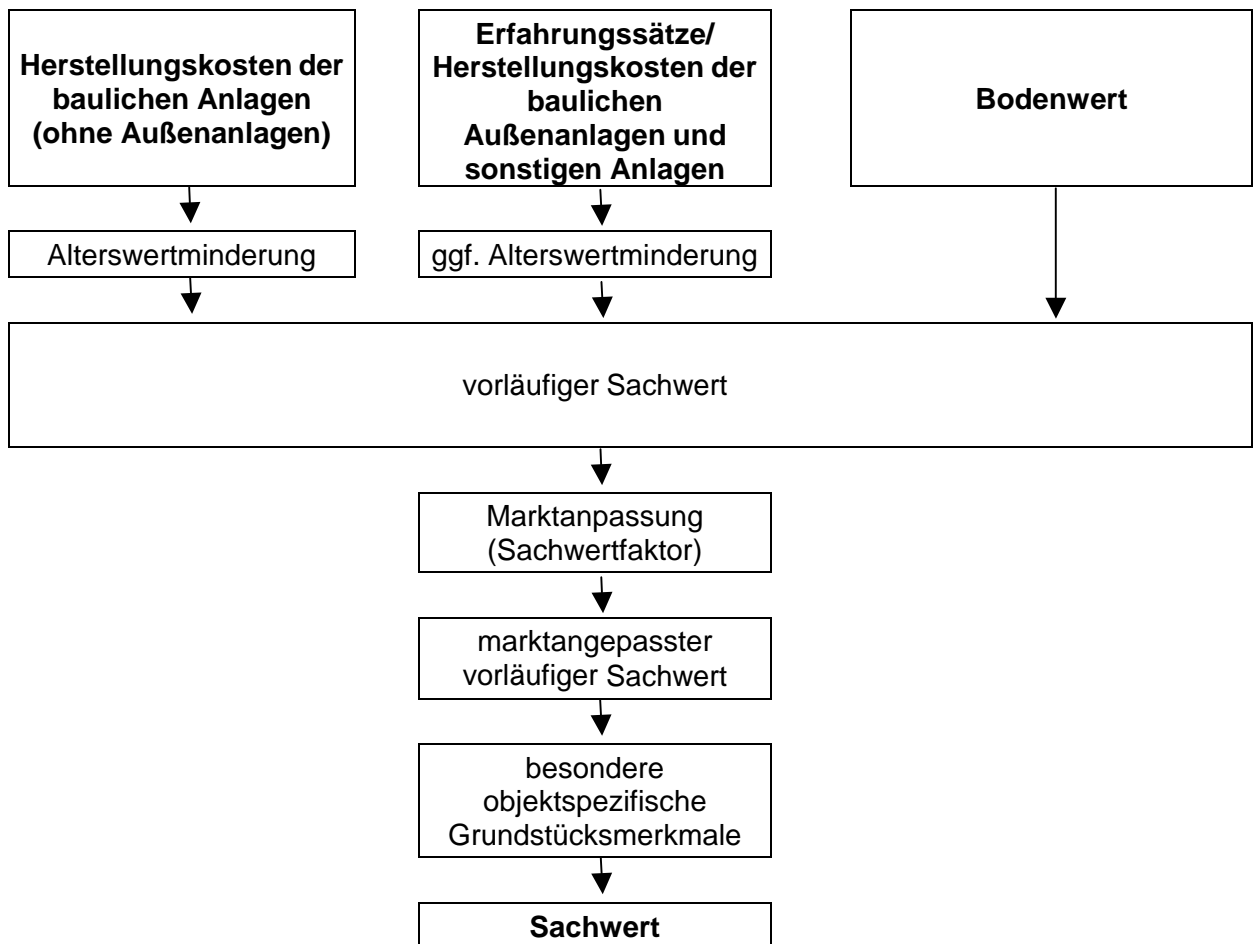 Herstellungskosten der
baulichen Anlagen
(ohne Außenanlagen)
Erfahrungssätze/
Herstellungskosten der
baulichen
Außenanlagen und
sonstigen Anlagen
Bodenwert
Alterswertminderung
ggf. Alterswertminderung
vorläufiger Sachwert
Marktanpassung
(Sachwertfaktor)
marktangepasster
vorläufiger Sachwert
besondere
objektspezifische
Grundstücksmerkmale
Sachwert